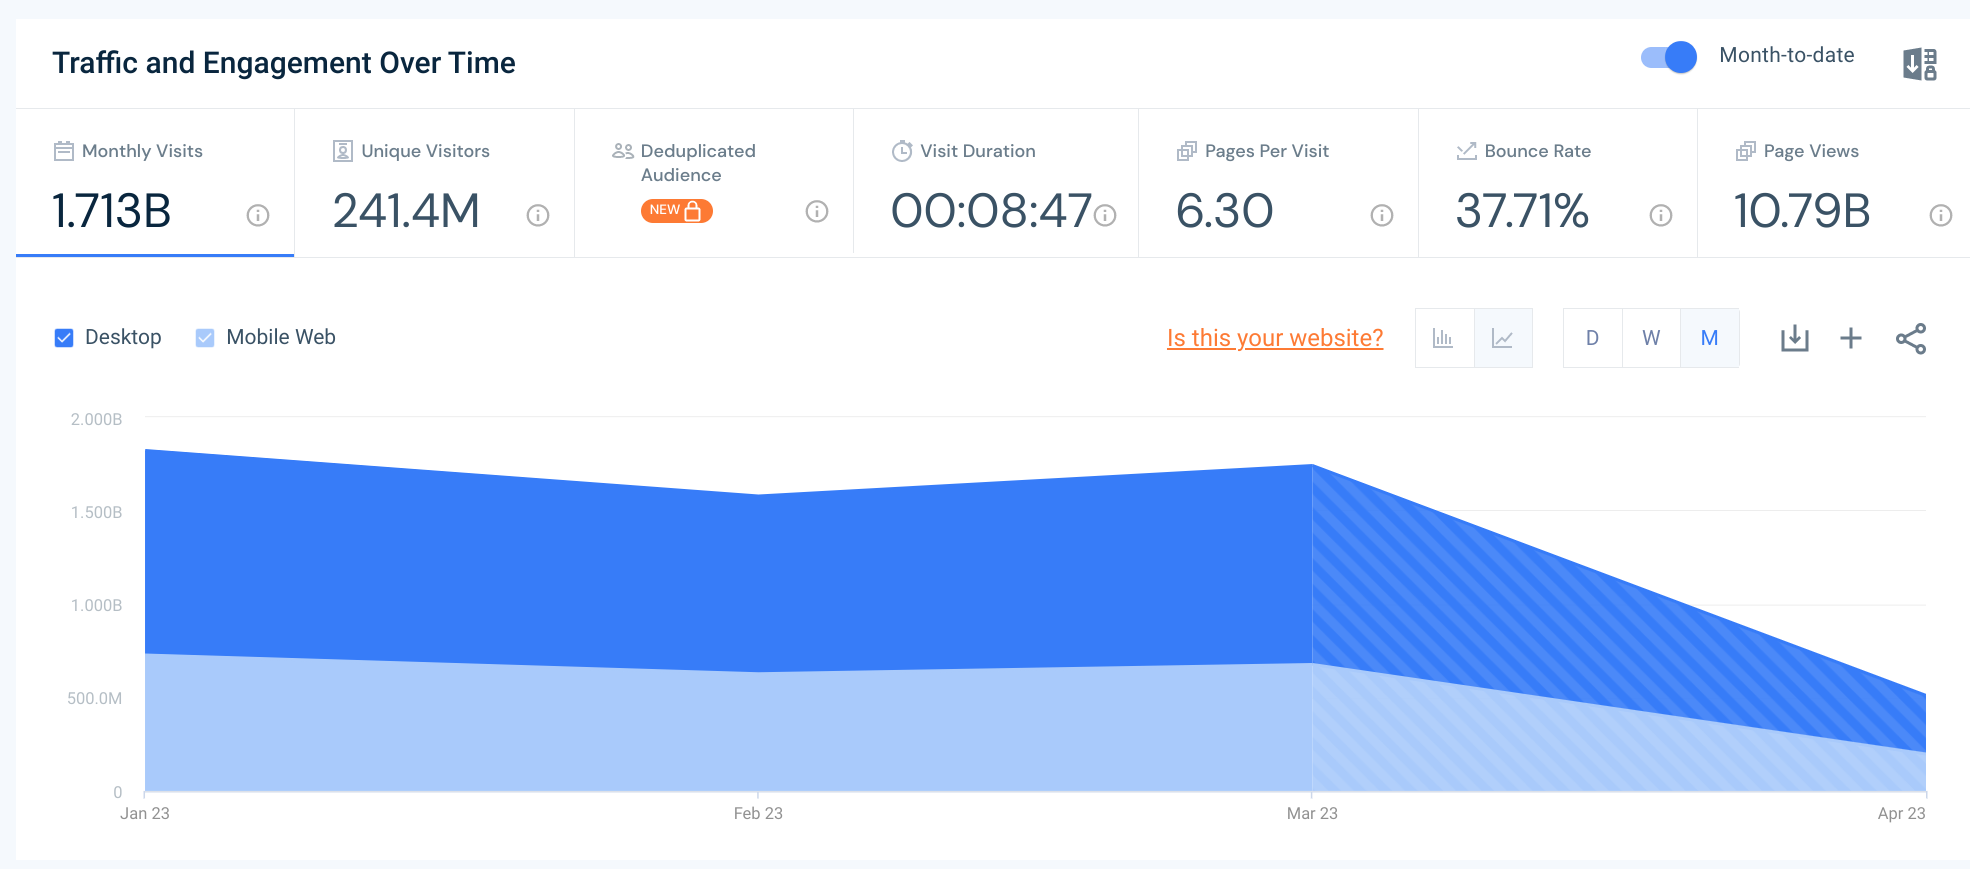 Traffic and Engagement Over Time
Month-to-date
Monthly Visits
1.713B
Unique Visitors
241.4M
Deduplicated
Audience
NEW
Visit Duration
00:08:47
Pages Per Visit
6.30
Bounce Rate
37.71%
Page Views
10.79B
Desktop
Mobile Web
Is this your website?
D
W
M
2.000B
1.500B
1.000B
500.0M
0
Jan 23
Feb 23
Mar 23
Apr 23